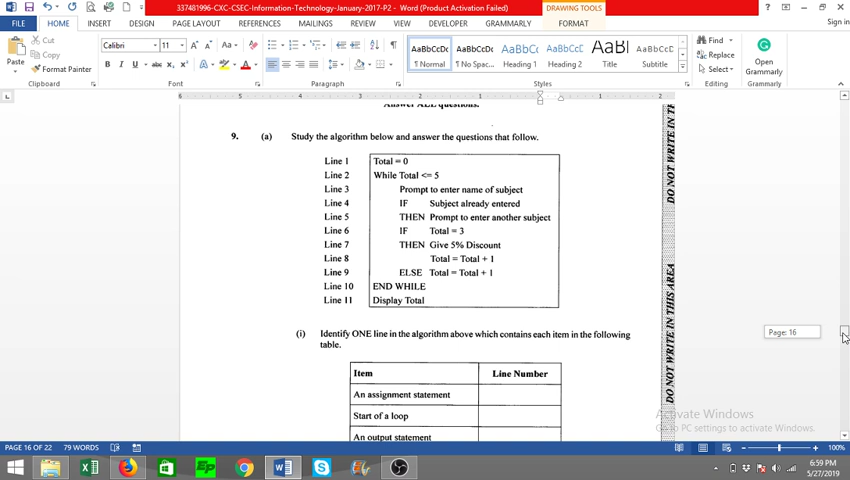 337481996-CXC-CSEC-Information-Technology-January-2017-P2 - Word (Product Activation Failed)
DRAWING TOOLS
FILE HOME INSERT DESIGN PAGE LAYOUT REFERENCES MAILINGS REVIEW VIEW DEVELOPER GRAMMARLY FORMAT
Sign in
Paste
Cut
Copy
Format Painter
Clipboard
Calibri 11
Font
Paragraph
AaBbCcDc AaBbCcDc AaBbCc AaBbCcC AaBl AaBbCcC
¶ Normal ¶ No Spac... Heading 1 Heading 2 Title Subtitle
Styles
Find
Replace
Select
Editing
Open
Grammarly
Grammarly
Answer ALL questions.
9. (a) Study the algorithm below and answer the questions that follow.
Line 1 Total = 0
Line 2 While Total <= 5
Line 3 Prompt to enter name of subject
Line 4 IF Subject already entered
Line 5 THEN Prompt to enter another subject
Line 6 IF Total = 3
Line 7 THEN Give 5% Discount
Line 8 Total = Total + 1
Line 9 ELSE Total = Total + 1
Line 10 END WHILE
Line 11 Display Total
(i) Identify ONE line in the algorithm above which contains each item in the following
table.
Item Line Number
An assignment statement
Start of a loop
An output statement
DO NOT WRITE IN TH
DO NOT WRITE IN THIS AREA
Page: 16
Activate Windows
Go to PC settings to activate Windows.
PAGE 16 OF 22 79 WORDS
100%
6:59 PM
5/27/2019